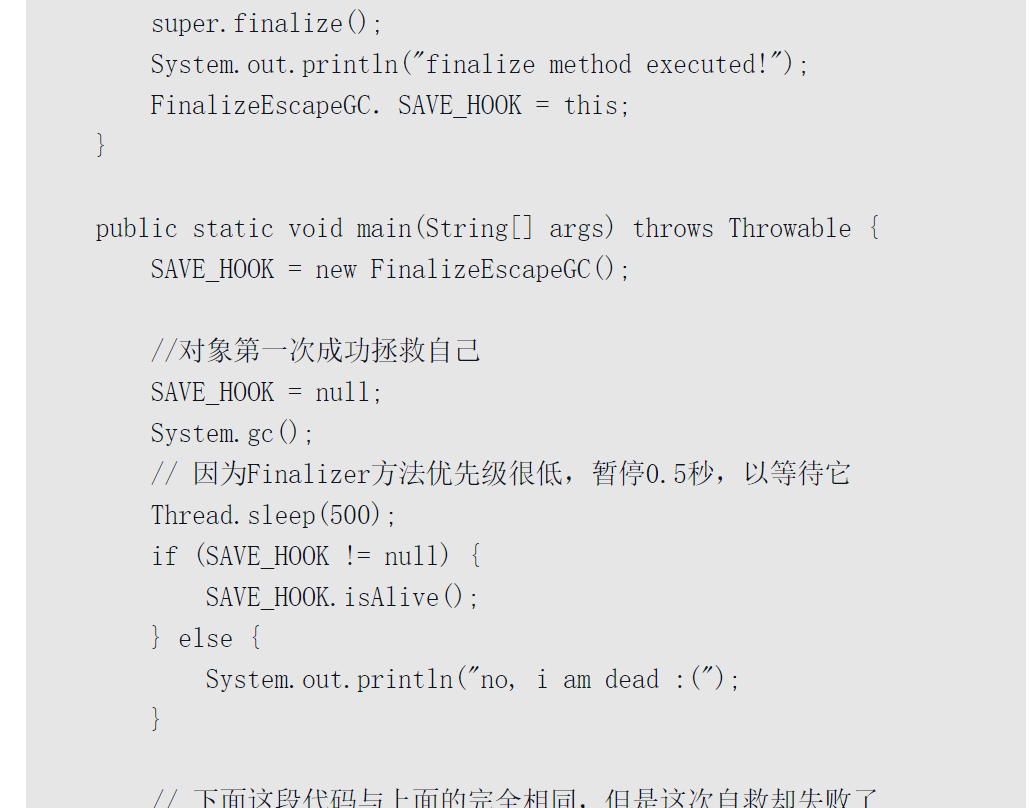 super.finalize();
System.out.println("finalize method executed!");
FinalizeEscapeGC. SAVE_HOOK = this;
}
public static void main(String[] args) throws Throwable {
SAVE_HOOK = new FinalizeEscapeGC();
//对象第一次成功拯救自己
SAVE_HOOK = null;
System.gc();
// 因为Finalizer方法优先级很低，暂停0.5秒，以等待它
Thread.sleep(500);
if (SAVE_HOOK != null) {
SAVE_HOOK.isAlive();
} else {
System.out.println("no, i am dead :(");
}
// 下面这段代码与上面的完全相同，但是这次自救却失败了